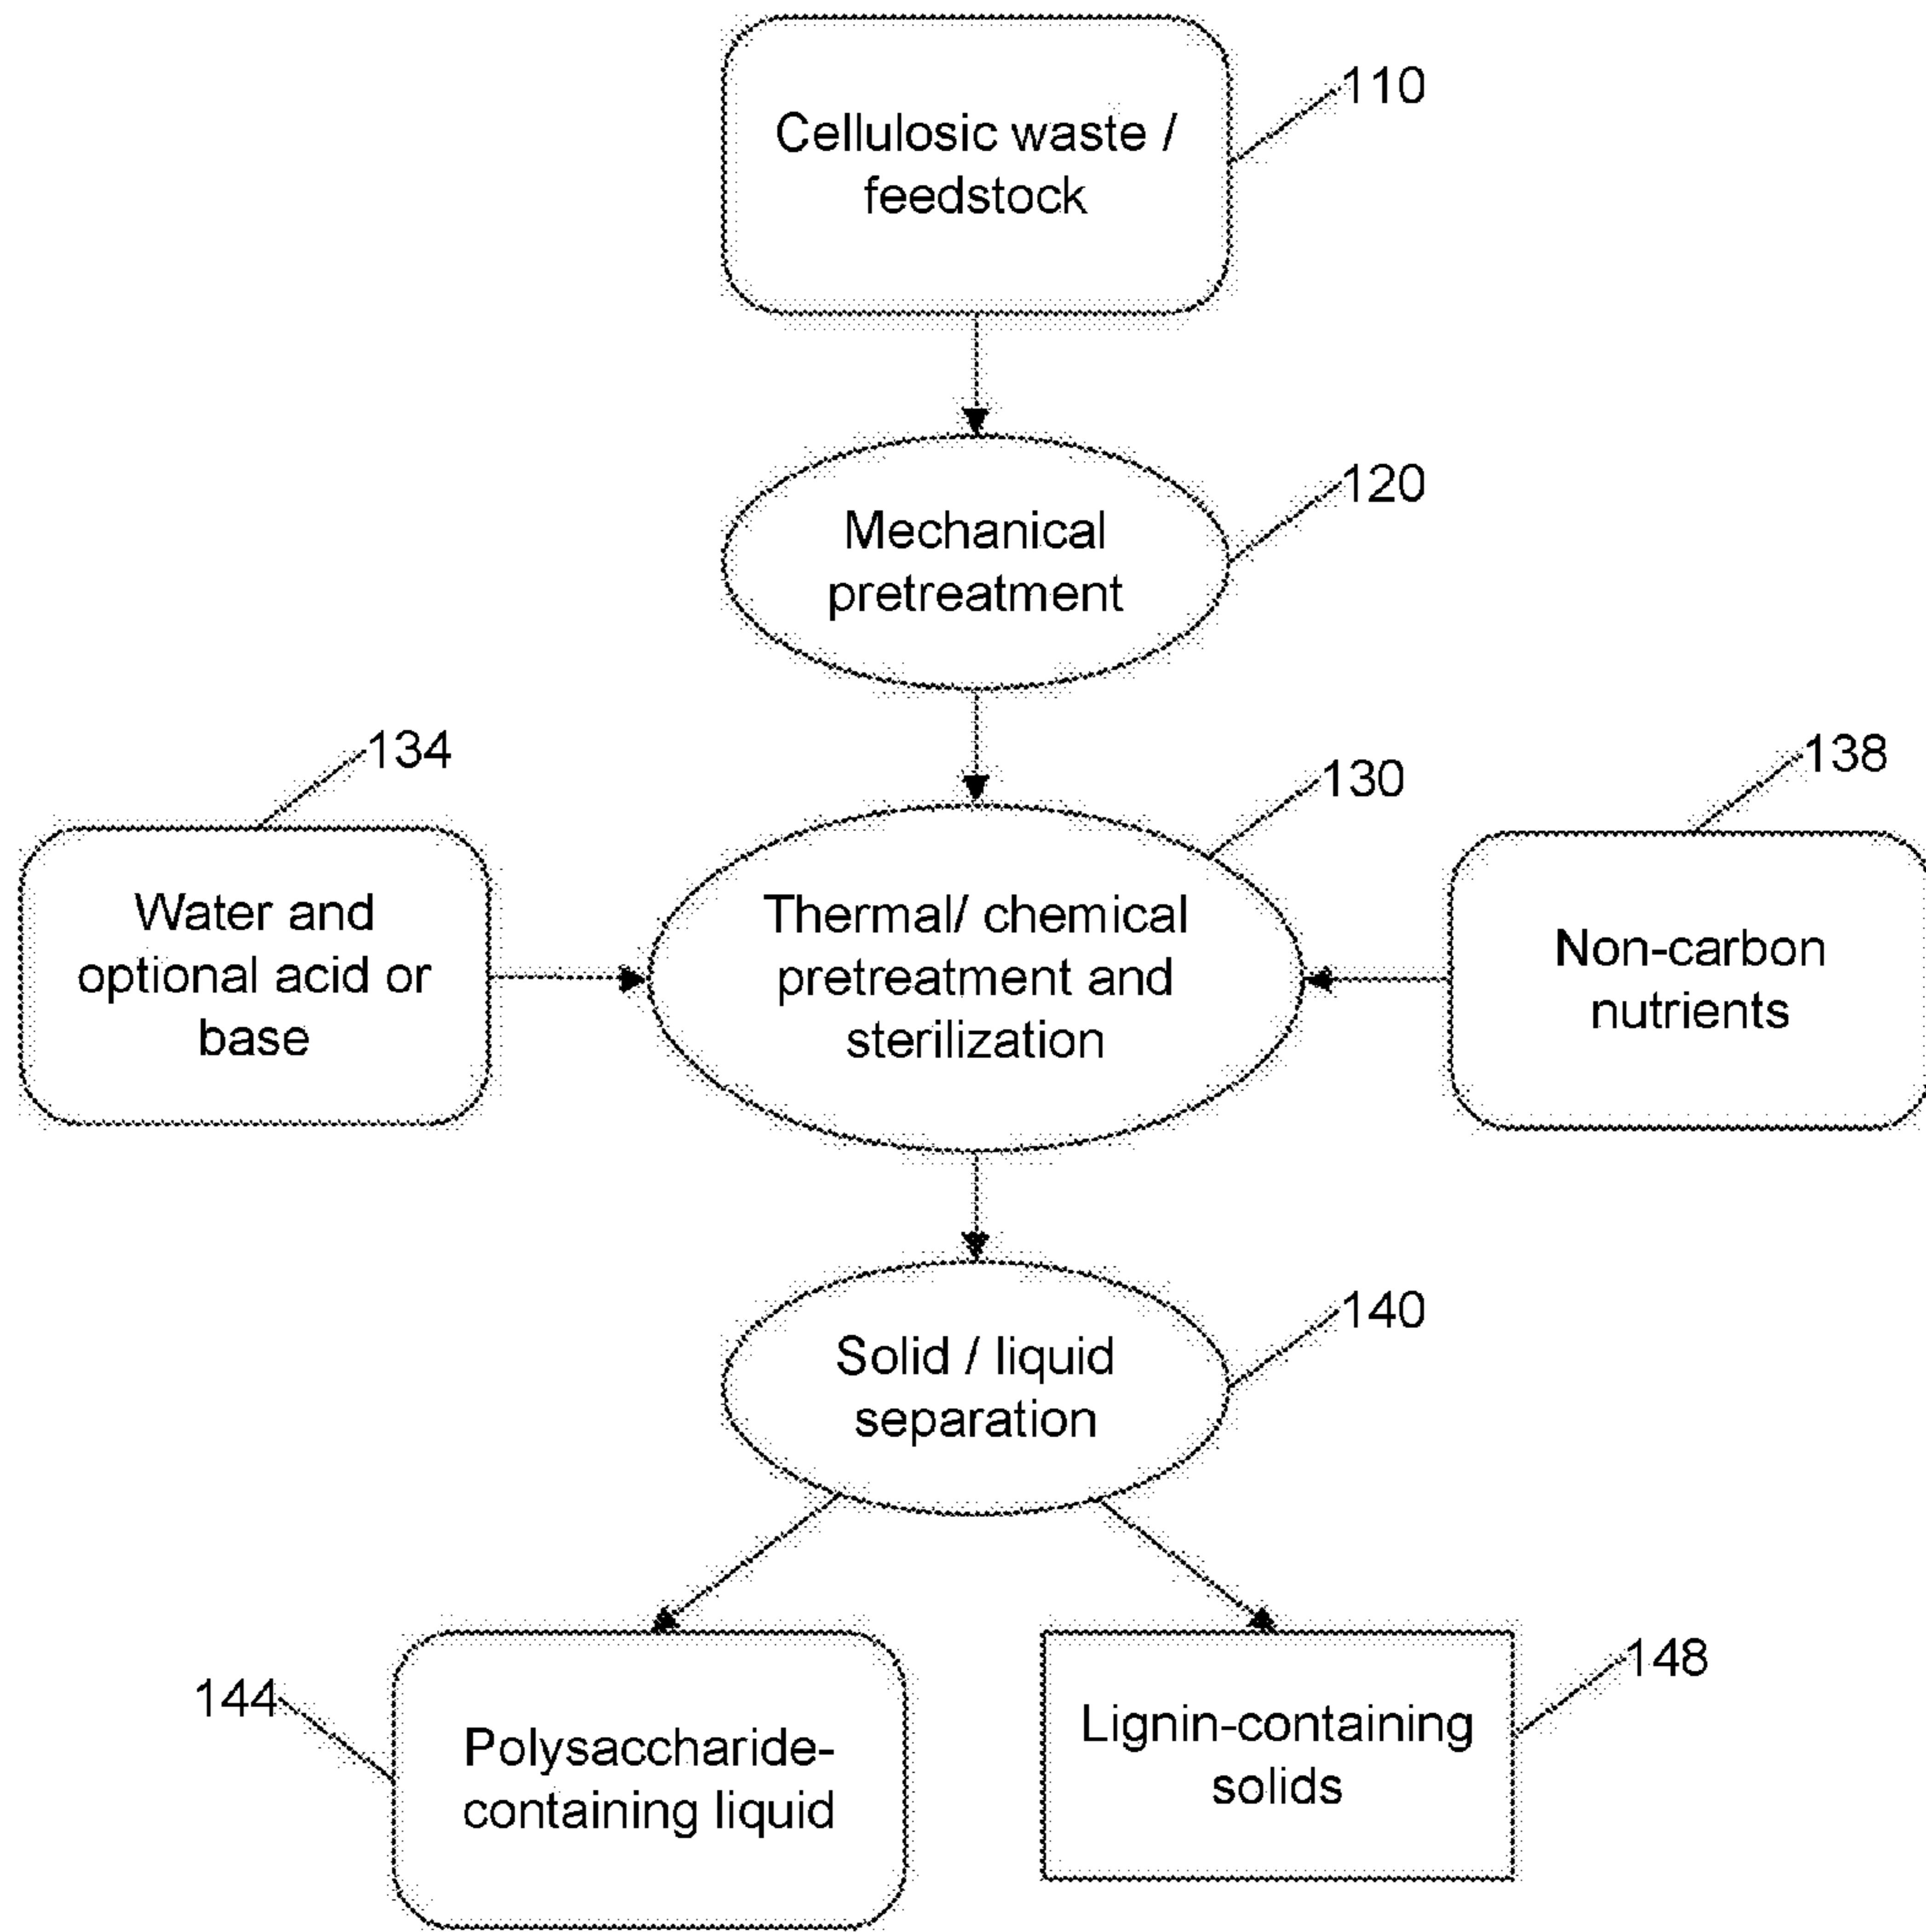 Cellulosic waste /
feedstock
110
Mechanical
pretreatment
120
134
130
138
Water and
optional acid or
base
Thermal/ chemical
pretreatment and
sterilization
Non-carbon
nutrients
Solid / liquid
separation
140
144
Polysaccharide-
containing liquid
Lignin-containing
solids
148